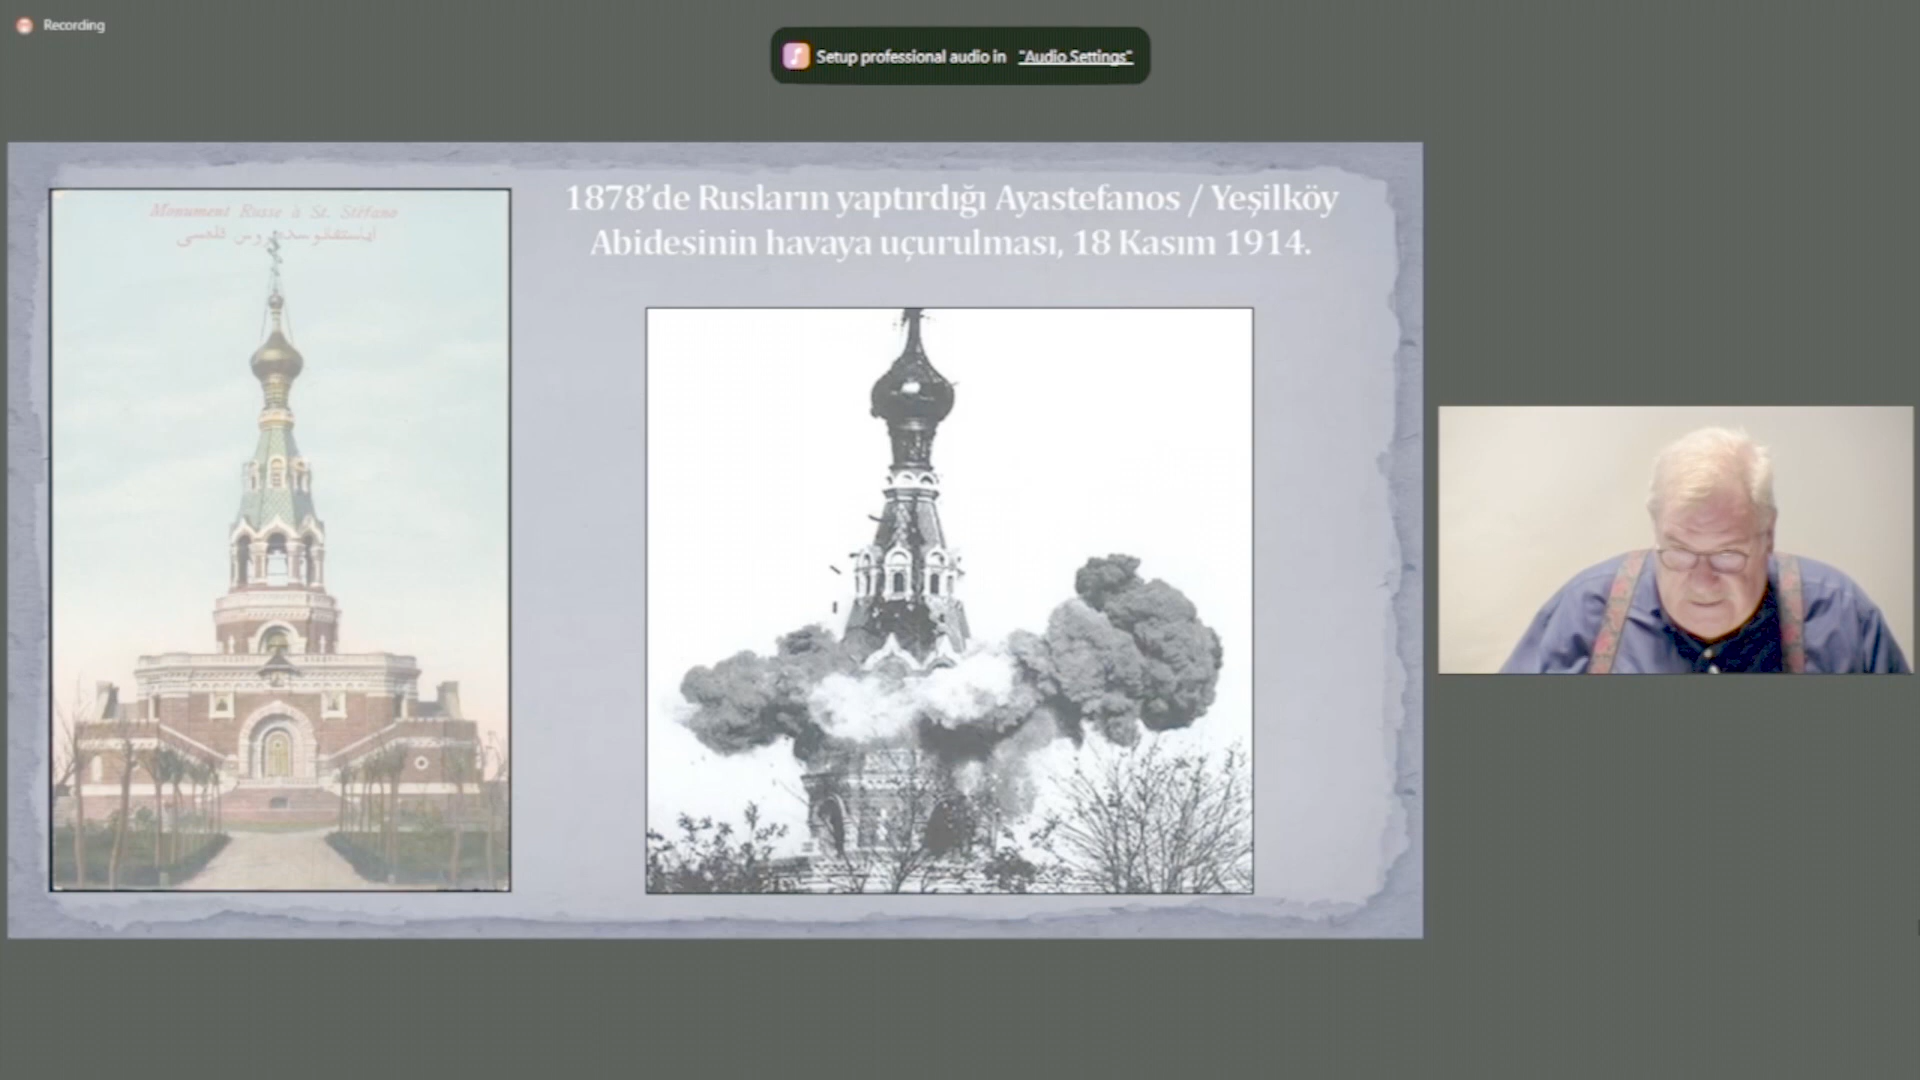 Recording
Setup professional audio in "Audio Settings"
1878'de Rusların yaptırdığı Ayastefanos / Yeşilköy
Abidesinin havaya uçurulması, 18 Kasım 1914.
Monument Russe à St. Stéfano